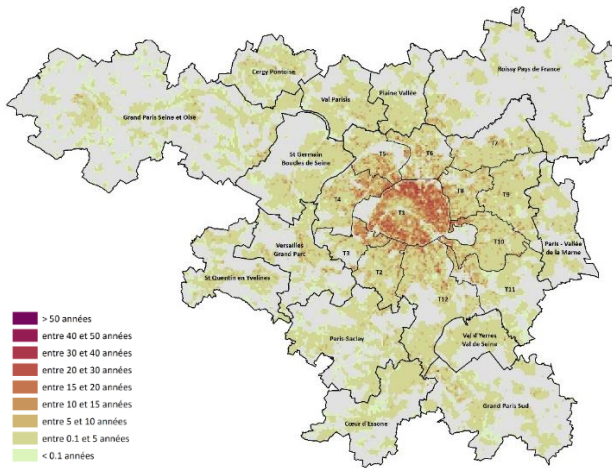 Cergy Pontoise
Roissy Pays de France
Plaine Vallée
Val Parisis
Grand Paris Seine et Oise
St Germain
Boucles de Seine
T5
T6
T7
T8
T9
T4
T1
Versailles
Grand Parc
T3
T10
Paris - Vallée
de la Marne
T2
St Quentin en Yvelines
T11
T12
Paris-Saclay
Val d'Yerres
Val de Seine
Cœur d'Essone
Grand Paris Sud
> 50 années
entre 40 et 50 années
entre 30 et 40 années
entre 20 et 30 années
entre 15 et 20 années
entre 10 et 15 années
entre 5 et 10 années
entre 0.1 et 5 années
< 0.1 années